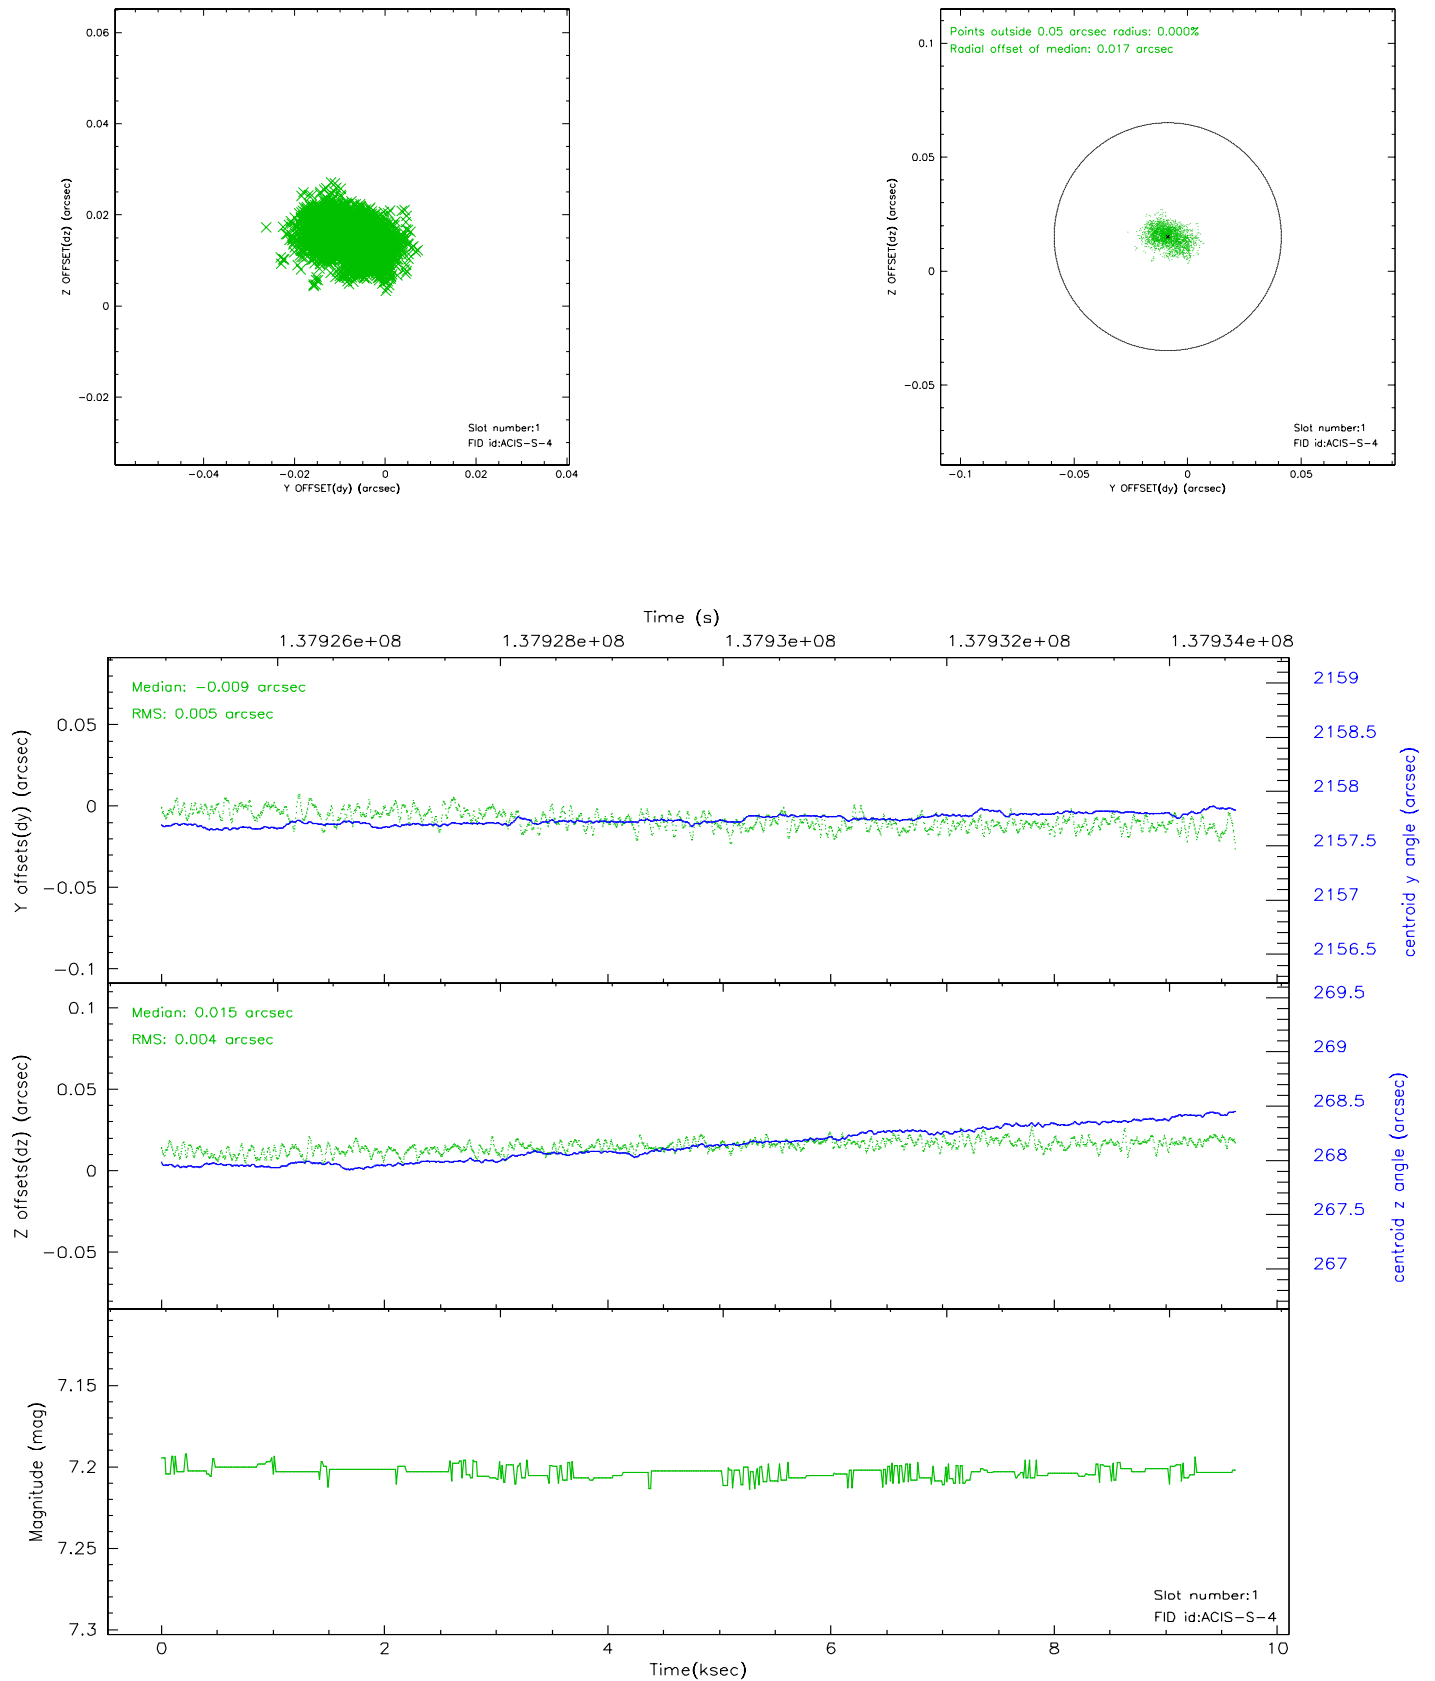 0.06
0.04
0.02
0
−0.02
Z OFFSET(dz) (arcsec)
Slot number:1
FID id:ACIS−S−4
−0.04 −0.02 0 0.02 0.04
Y OFFSET(dy) (arcsec)
Points outside 0.05 arcsec radius: 0.000%
Radial offset of median: 0.017 arcsec
0.1
0.05
0
−0.05
Z OFFSET(dz) (arcsec)
Slot number:1
FID id:ACIS−S−4
−0.1 −0.05 0 0.05
Y OFFSET(dy) (arcsec)
Time (s)
1.37926e+08 1.37928e+08 1.3793e+08 1.37932e+08 1.37934e+08
Median: −0.009 arcsec
RMS: 0.005 arcsec
0.05
0
−0.05
−0.1
Y offsets(dy) (arcsec)
2159
2158.5
2158
2157.5
2157
2156.5
centroid y angle (arcsec)
Median: 0.015 arcsec
RMS: 0.004 arcsec
0.1
0.05
0
−0.05
Z offsets(dz) (arcsec)
269.5
269
268.5
268
267.5
267
centroid z angle (arcsec)
7.15
7.2
7.25
7.3
Magnitude (mag)
Slot number:1
FID id:ACIS−S−4
0 2 4 6 8 10
Time(ksec)